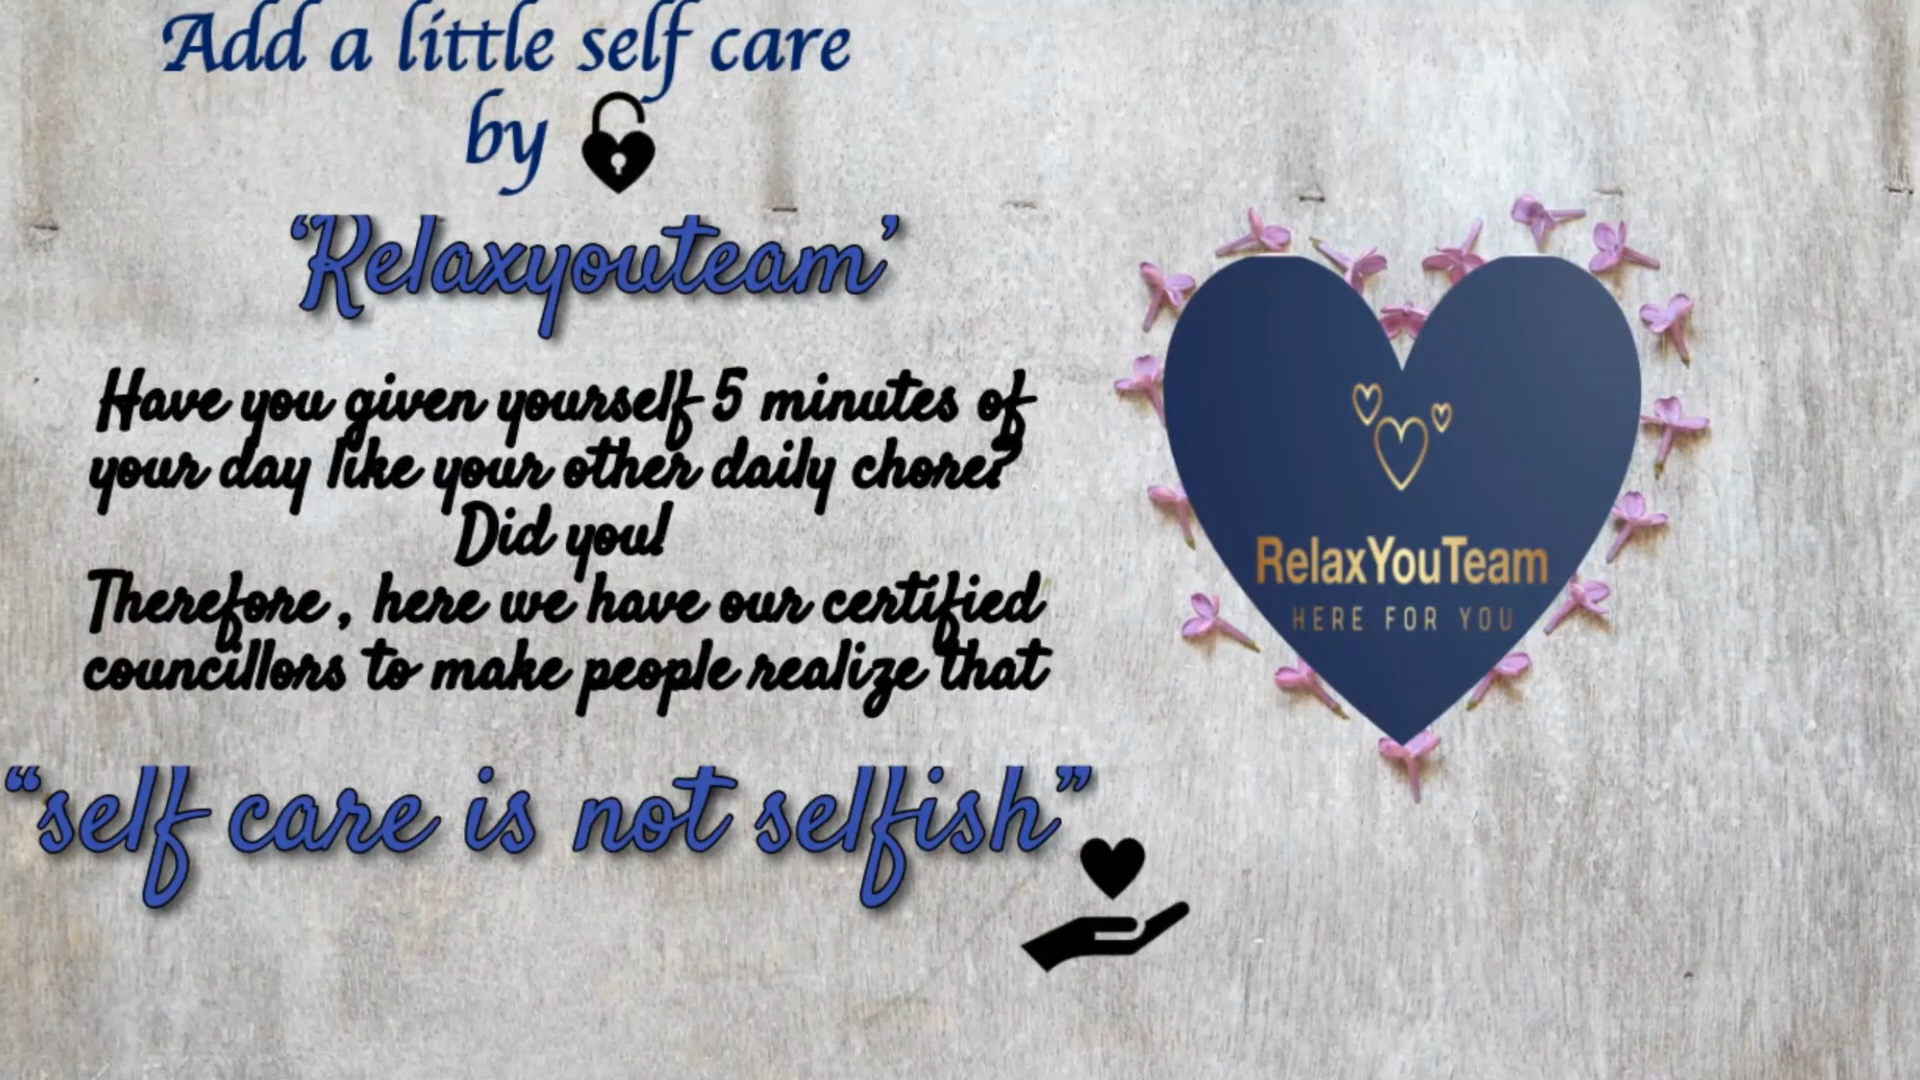 Add a little self care
by
‘Relaxyouteam’
Have you given yourself 5 minutes of
your day like your other daily chore?
Did you!
Therefore , here we have our certified
councillors to make people realize that
“self care is not selfish”
RelaxYouTeam
HERE FOR YOU